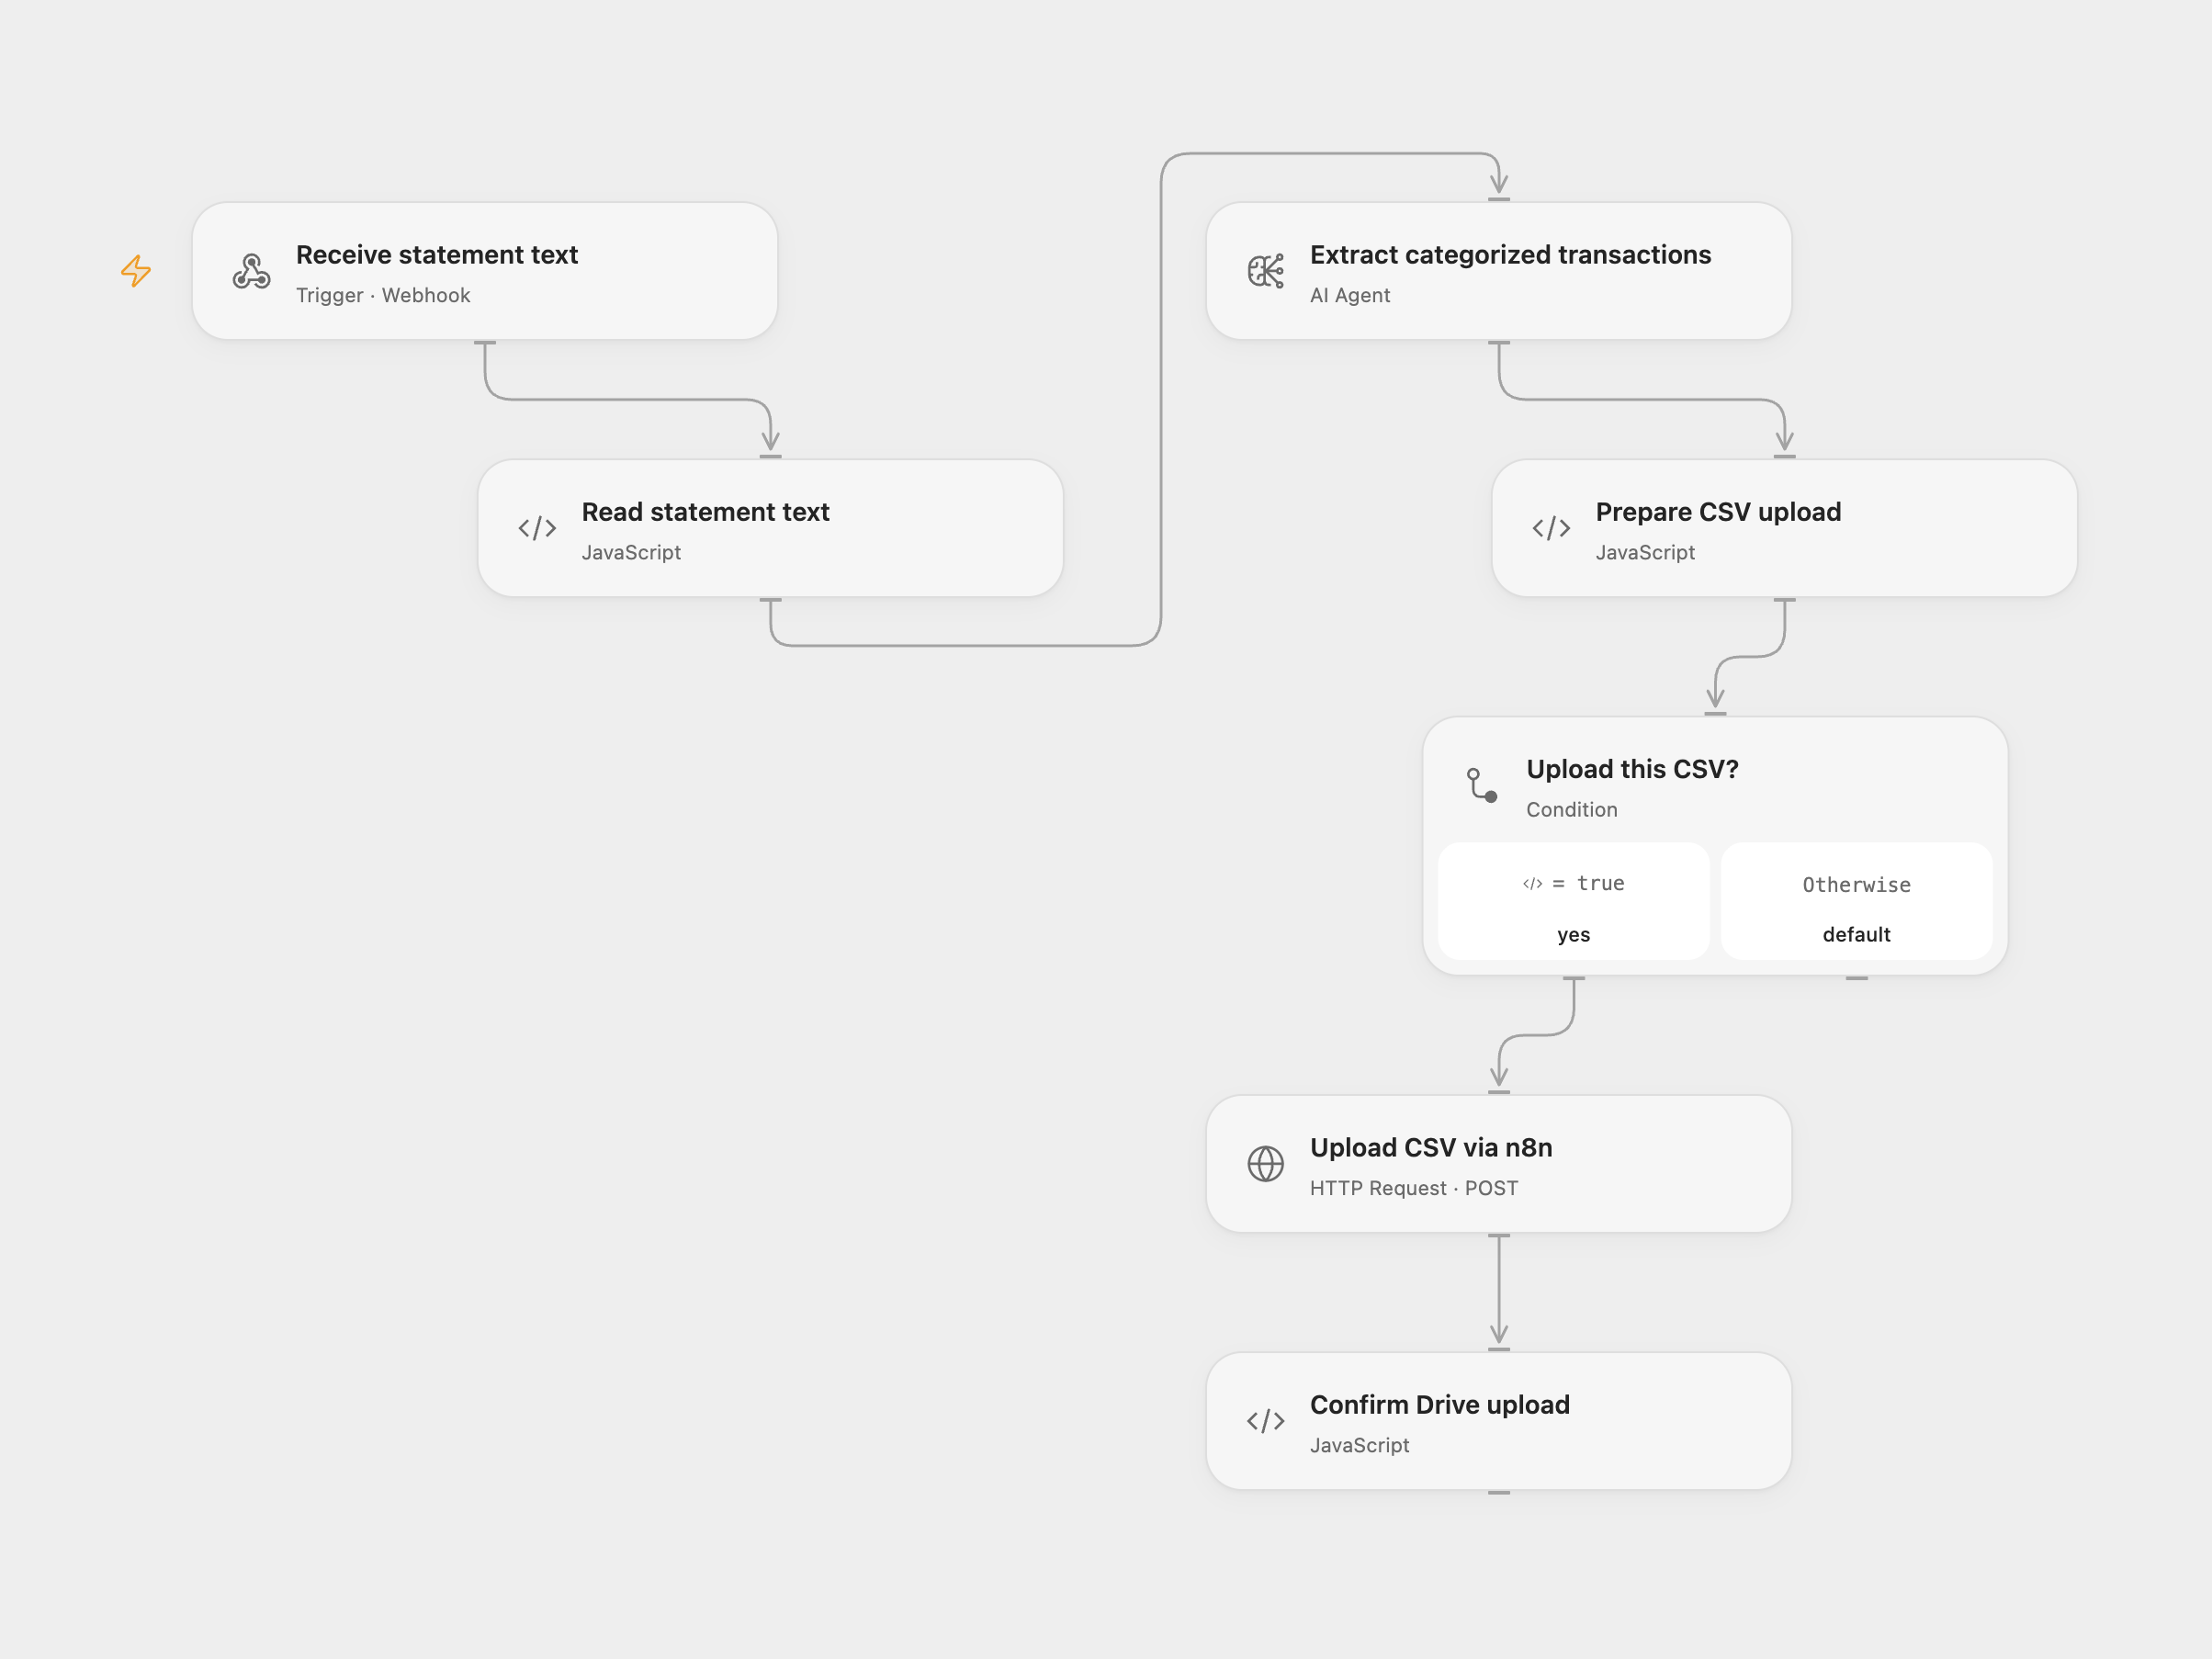 Receive statement text
Trigger · Webhook
Read statement text
JavaScript
Extract categorized transactions
AI Agent
Prepare CSV upload
JavaScript
Upload this CSV?
Condition
</> = true
yes
Otherwise
default
Upload CSV via n8n
HTTP Request · POST
Confirm Drive upload
JavaScript